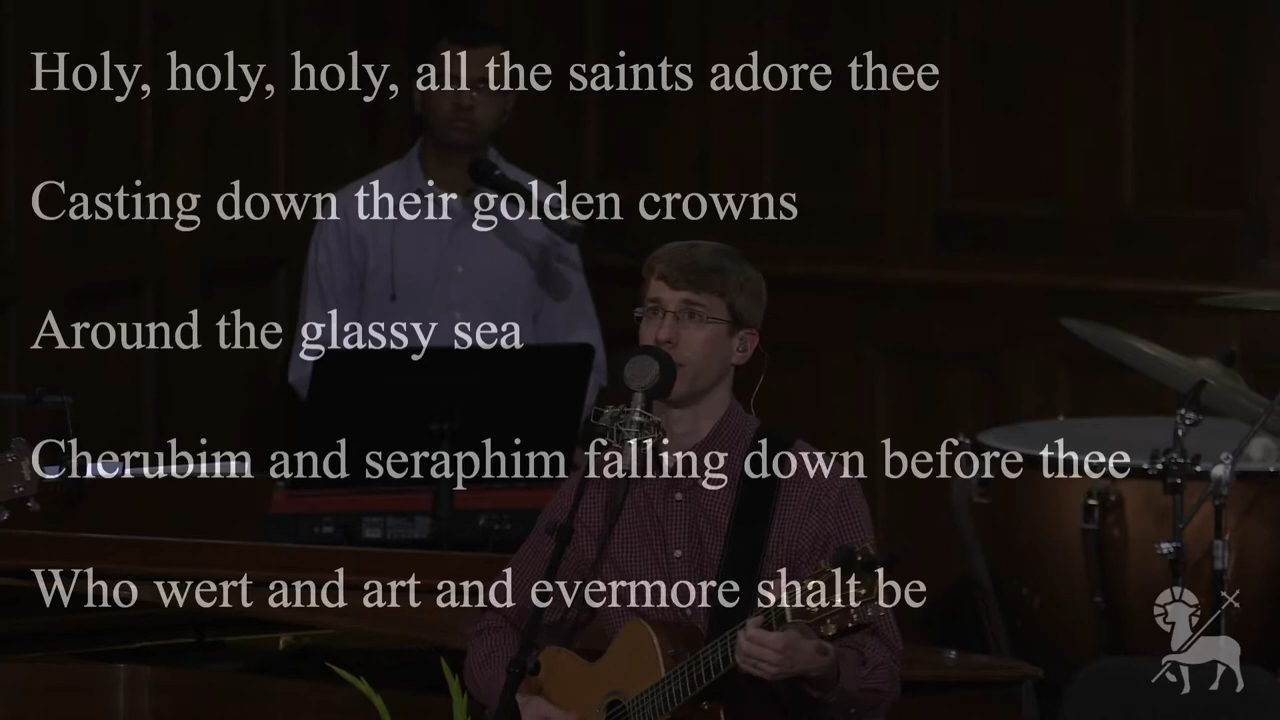 Holy, holy, holy, all the saints adore thee
Casting down their golden crowns
Around the glassy sea
Cherubim and seraphim falling down before thee
Who wert and art and evermore shalt be